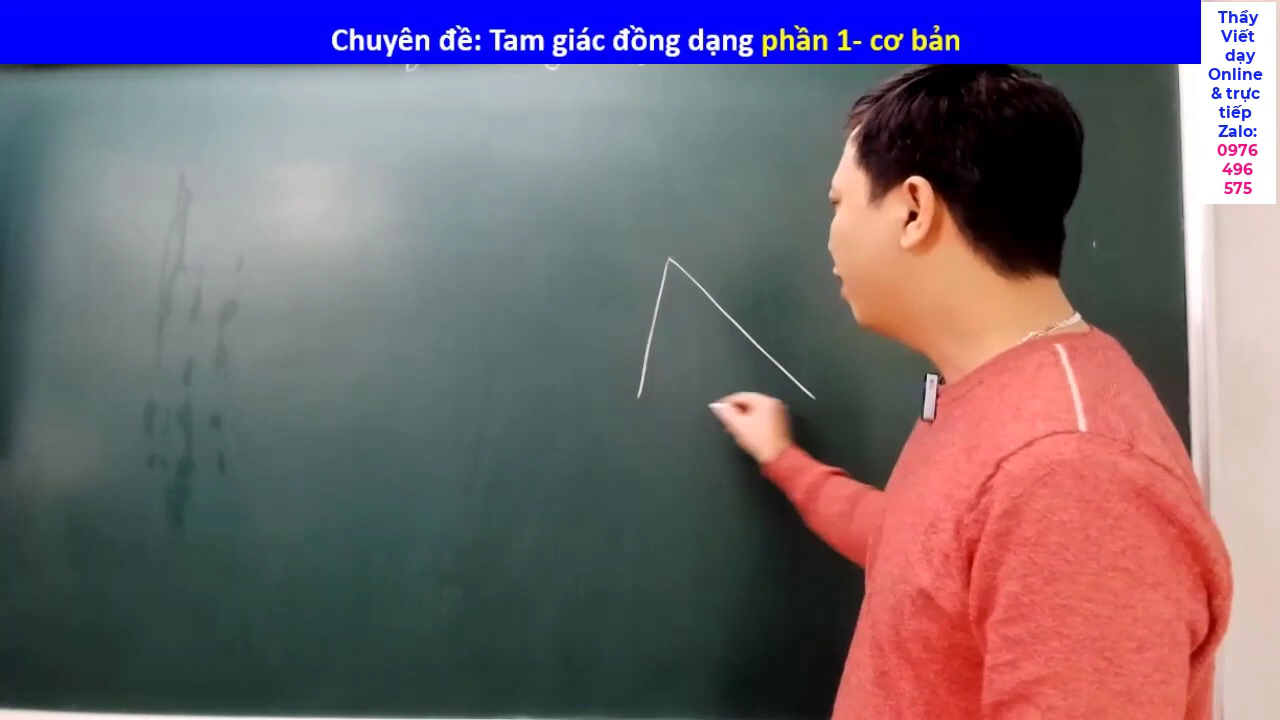 Chuyên đề: Tam giác đồng dạng phần 1- cơ bản
Thầy
Viết
dạy
Online
& trực
tiếp
Zalo:
0976
496
575